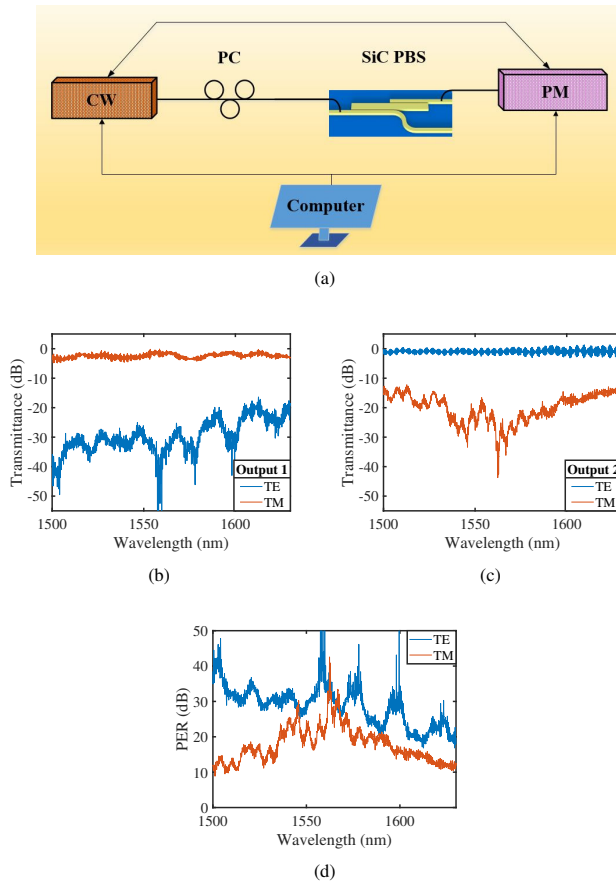 PC
SiC PBS
CW
PM
Computer
(a)
Transmittance (dB)
0
-10
-20
-30
-40
-50
Output 1
TE
TM
1500
1550
1600
Wavelength (nm)
(b)
Transmittance (dB)
0
-10
-20
-30
-40
-50
Output 2
TE
TM
1500
1550
1600
Wavelength (nm)
(c)
PER (dB)
50
40
30
20
10
0
TE
TM
1500
1550
1600
Wavelength (nm)
(d)